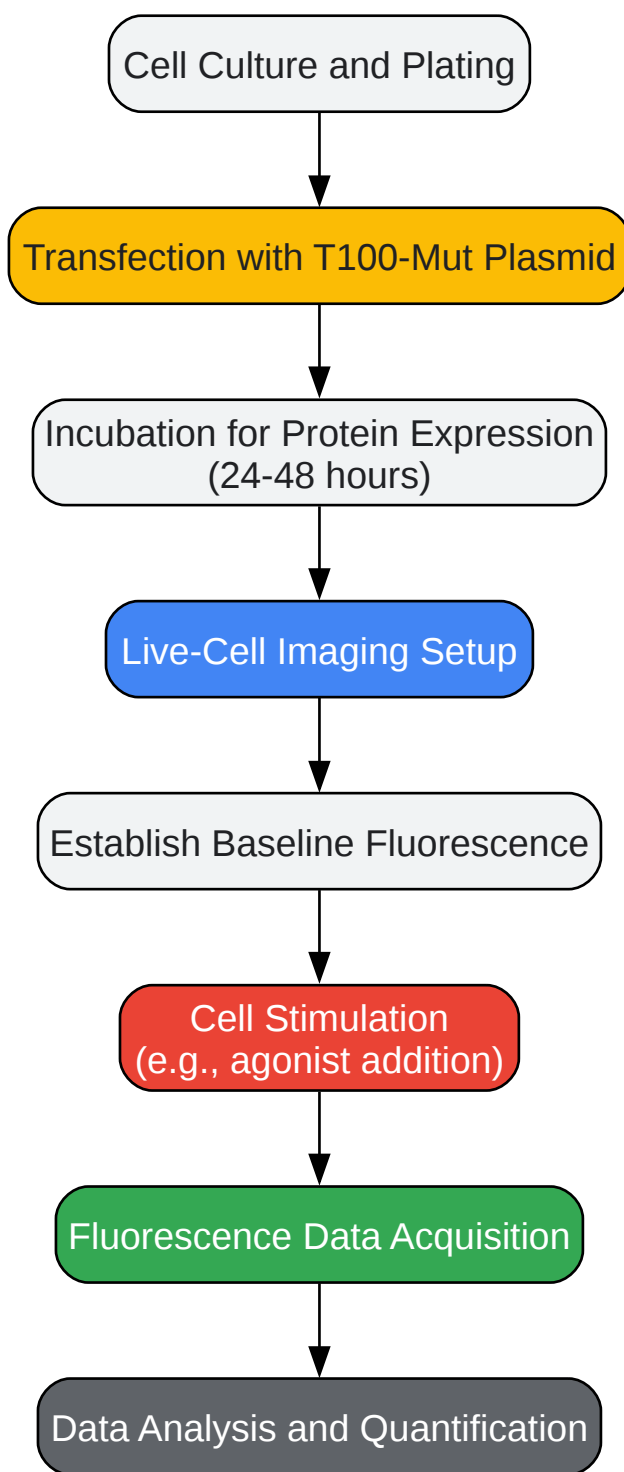 Cell Culture and Plating
Transfection with T100-Mut Plasmid
Incubation for Protein Expression
(24-48 hours)
Live-Cell Imaging Setup
Establish Baseline Fluorescence
Cell Stimulation
(e.g., agonist addition)
Fluorescence Data Acquisition
Data Analysis and Quantification